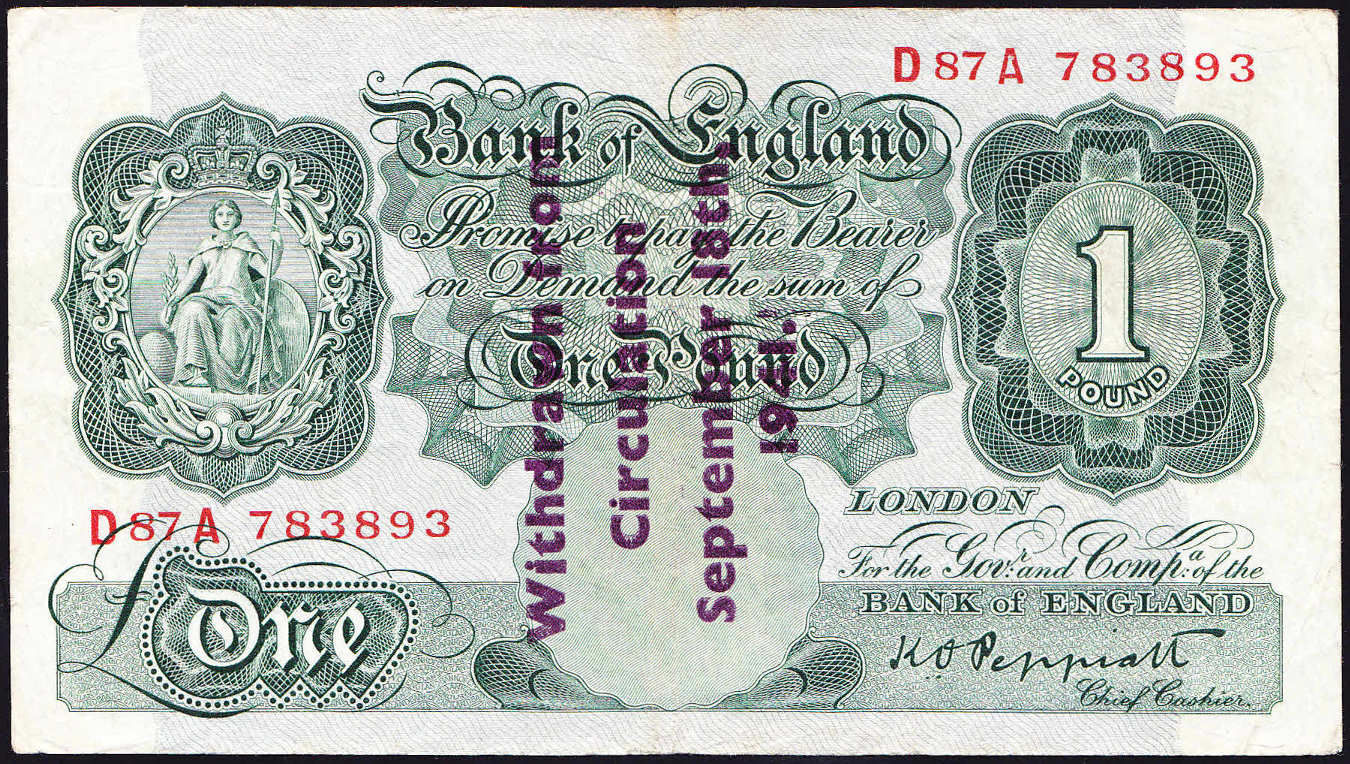 D87A 783893
Bank of England
Promise to pay the Bearer
on Demand the sum of
One Pound
1
POUND
D87A 783893
£One
LONDON
For the Govr. and Compa. of the
BANK of ENGLAND
K O Peppiatt
Chief Cashier.
Withdrawn from
Circulation
September 18th.
1941.